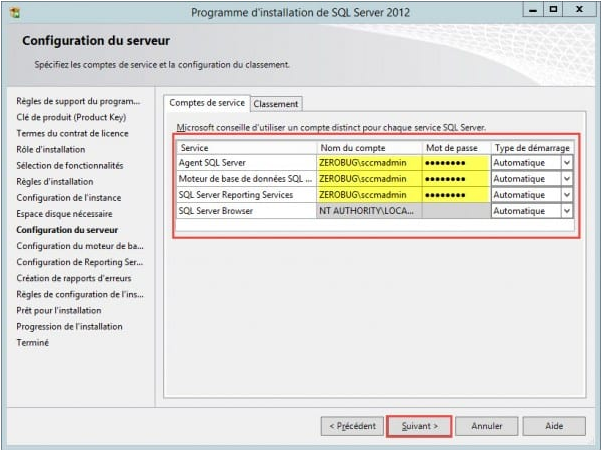 Programme d'installation de SQL Server 2012
Configuration du serveur
Spécifiez les comptes de service et la configuration du classement.
Règles de support du program...
Clé de produit (Product Key)
Termes du contrat de licence
Rôle d'installation
Sélection de fonctionnalités
Règles d'installation
Configuration de l'instance
Espace disque nécessaire
Configuration du serveur
Configuration du moteur de ba...
Configuration de Reporting Ser...
Création de rapports d'erreurs
Règles de configuration de l'ins...
Prêt pour l'installation
Progression de l'installation
Terminé
Comptes de service Classement
Microsoft conseille d'utiliser un compte distinct pour chaque service SQL Server.
Service Nom du compte Mot de passe Type de démarrage
Agent SQL Server ZEROBUG\sccmadmin ●●●●●●●● Automatique
Moteur de base de données SQL ... ZEROBUG\sccmadmin ●●●●●●●● Automatique
SQL Server Reporting Services ZEROBUG\sccmadmin ●●●●●●●● Automatique
SQL Server Browser NT AUTHORITY\LOCA... Automatique
< Précédent Suivant > Annuler Aide